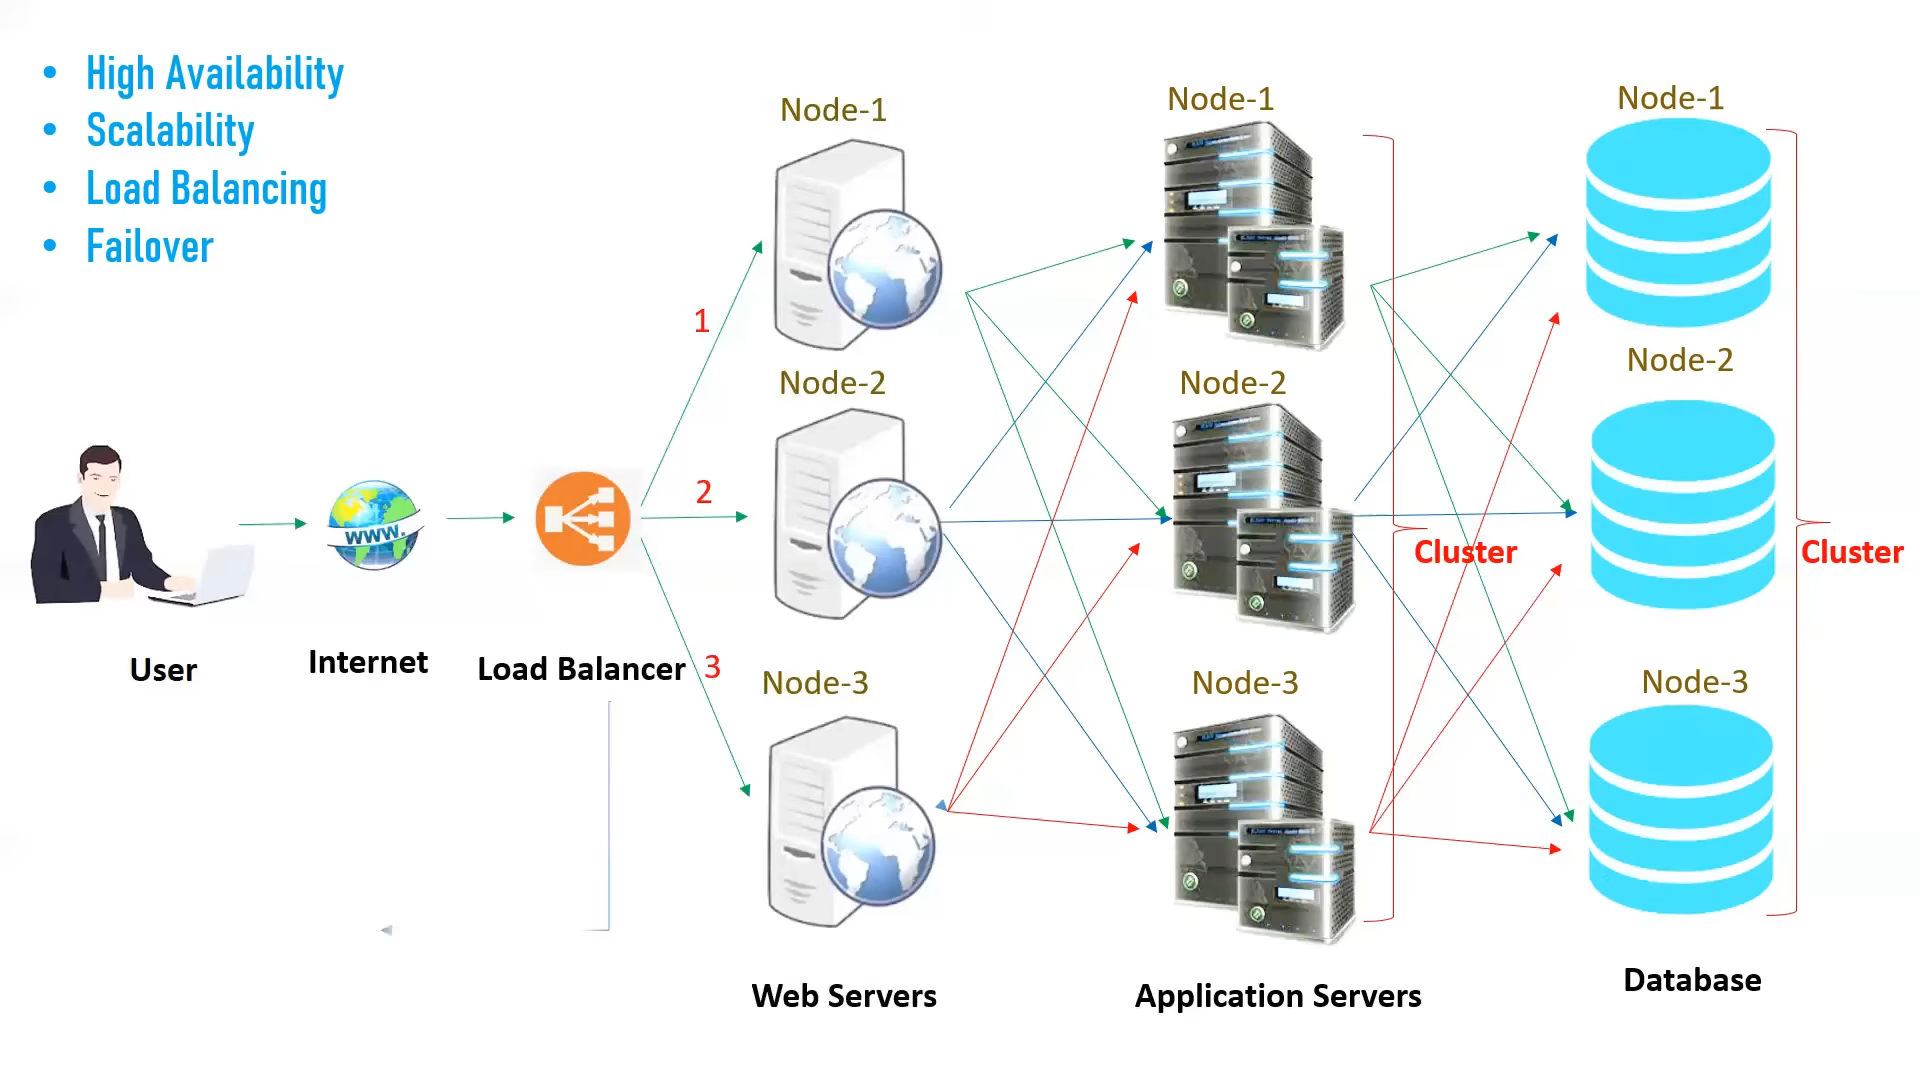 • High Availability
• Scalability
• Load Balancing
• Failover
Node-1
Node-1
Node-1
1
Node-2
Node-2
Node-2
2
WWW.
Cluster
Cluster
User
Internet
Load Balancer
3
Node-3
Node-3
Node-3
Web Servers
Application Servers
Database